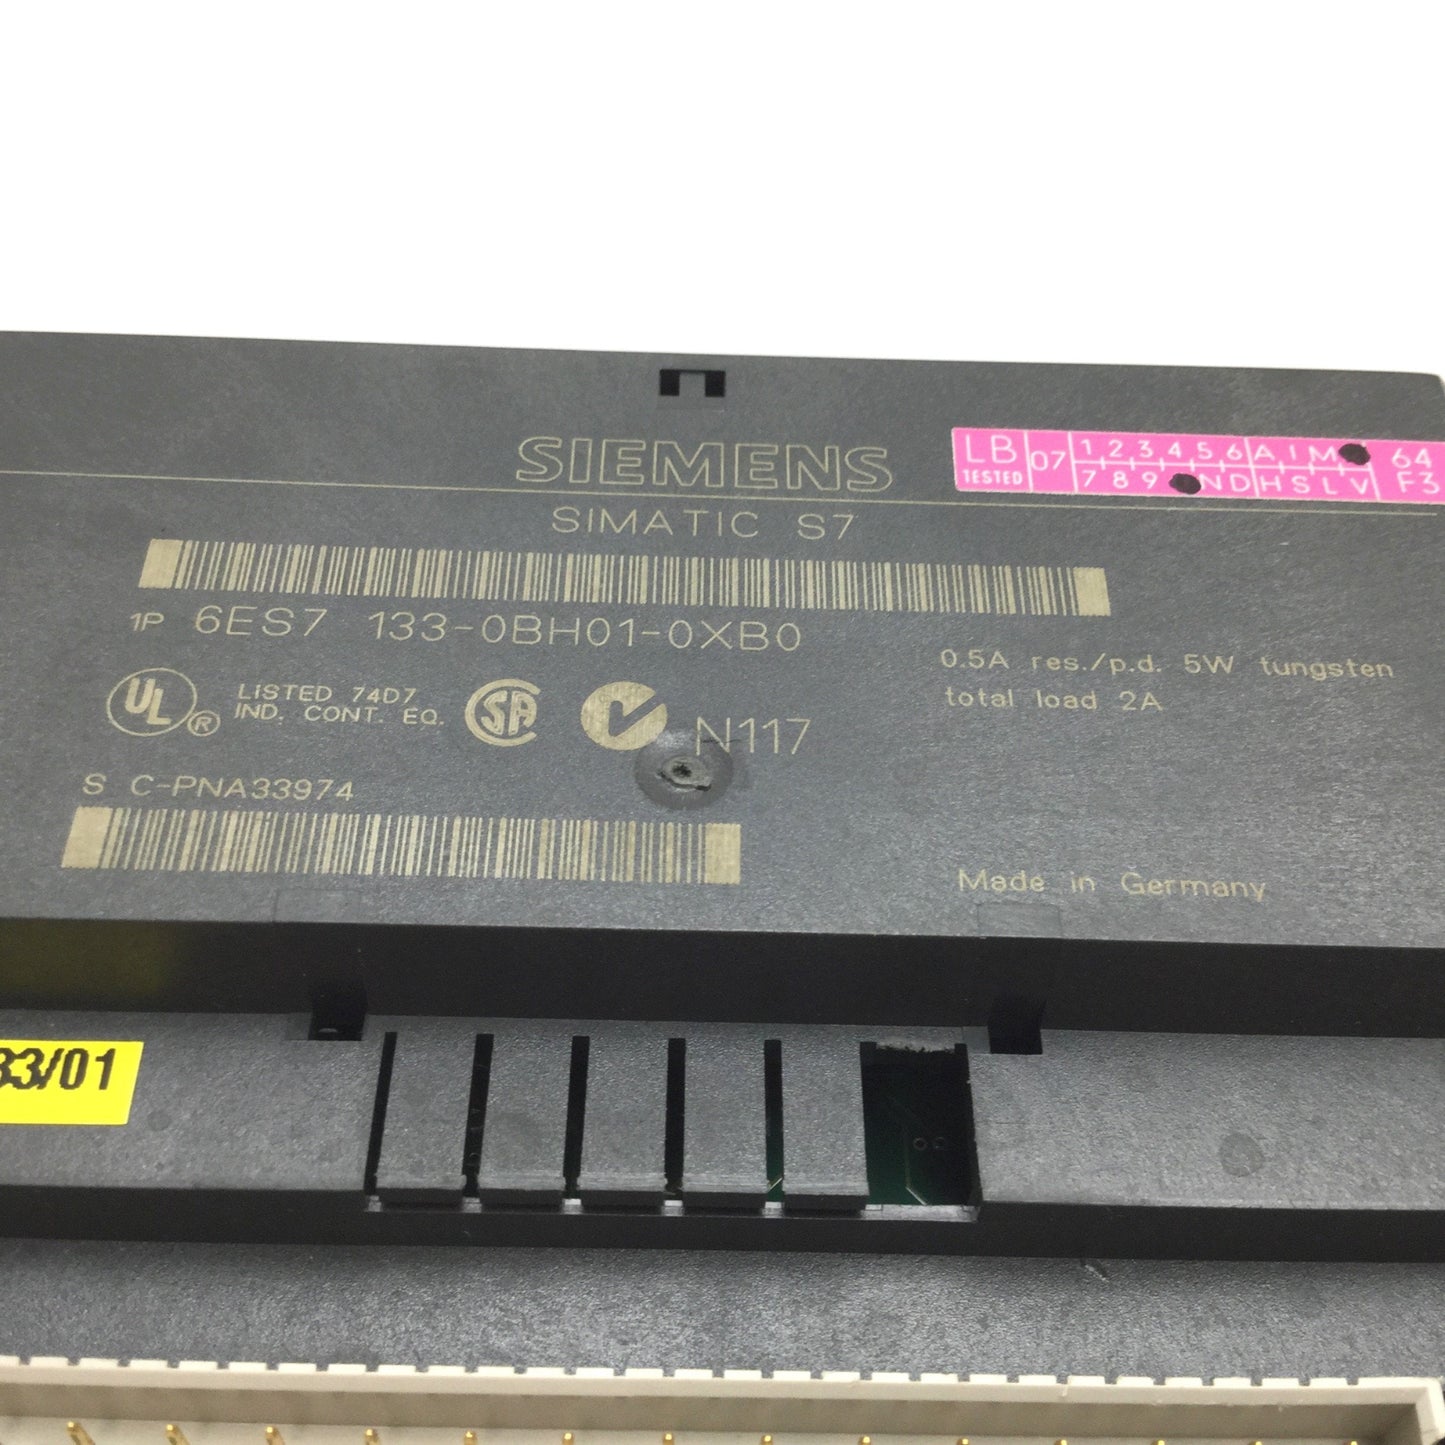 SIEMENS
SIMATIC S7
LB 07 1 2 3 4 5 6 A I M 64
TESTED 7 8 9 N D H S L V F3
1P 6ES7 133-0BH01-0XB0
0.5A res./p.d. 5W tungsten
total load 2A
UL ® LISTED 74D7
IND. CONT. EQ.
SA
N117
S C-PNA33974
Made in Germany
33/01